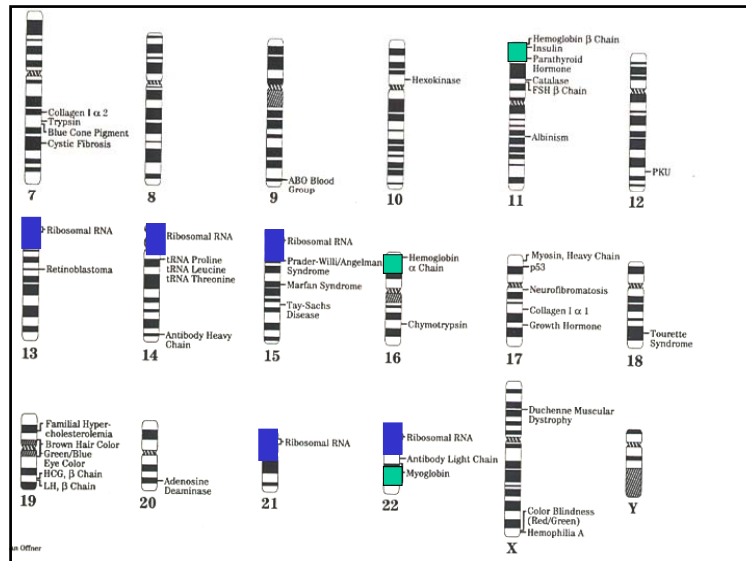 Collagen I α 2
Trypsin
Blue Cone Pigment
Cystic Fibrosis
7
8
ABO Blood
Group
9
Hexokinase
10
Hemoglobin β Chain
Insulin
Parathyroid
Hormone
Catalase
FSH β Chain
Albinism
11
PKU
12
Ribosomal RNA
Retinoblastoma
13
Ribosomal RNA
tRNA Proline
tRNA Leucine
tRNA Threonine
Antibody Heavy
Chain
14
Ribosomal RNA
Prader-Willi/Angelman
Syndrome
Marfan Syndrome
Tay-Sachs
Disease
15
Hemoglobin
α Chain
Chymotrypsin
16
Myosin, Heavy Chain
p53
Neurofibromatosis
Collagen I α 1
Growth Hormone
17
Tourette
Syndrome
18
Familial Hyper-
cholesterolemia
Brown Hair Color
Green/Blue
Eye Color
HCG, β Chain
LH, β Chain
19
Adenosine
Deaminase
20
Ribosomal RNA
21
Ribosomal RNA
Antibody Light Chain
Myoglobin
22
Duchenne Muscular
Dystrophy
Color Blindness
(Red/Green)
Hemophilia A
X
Y
Offner